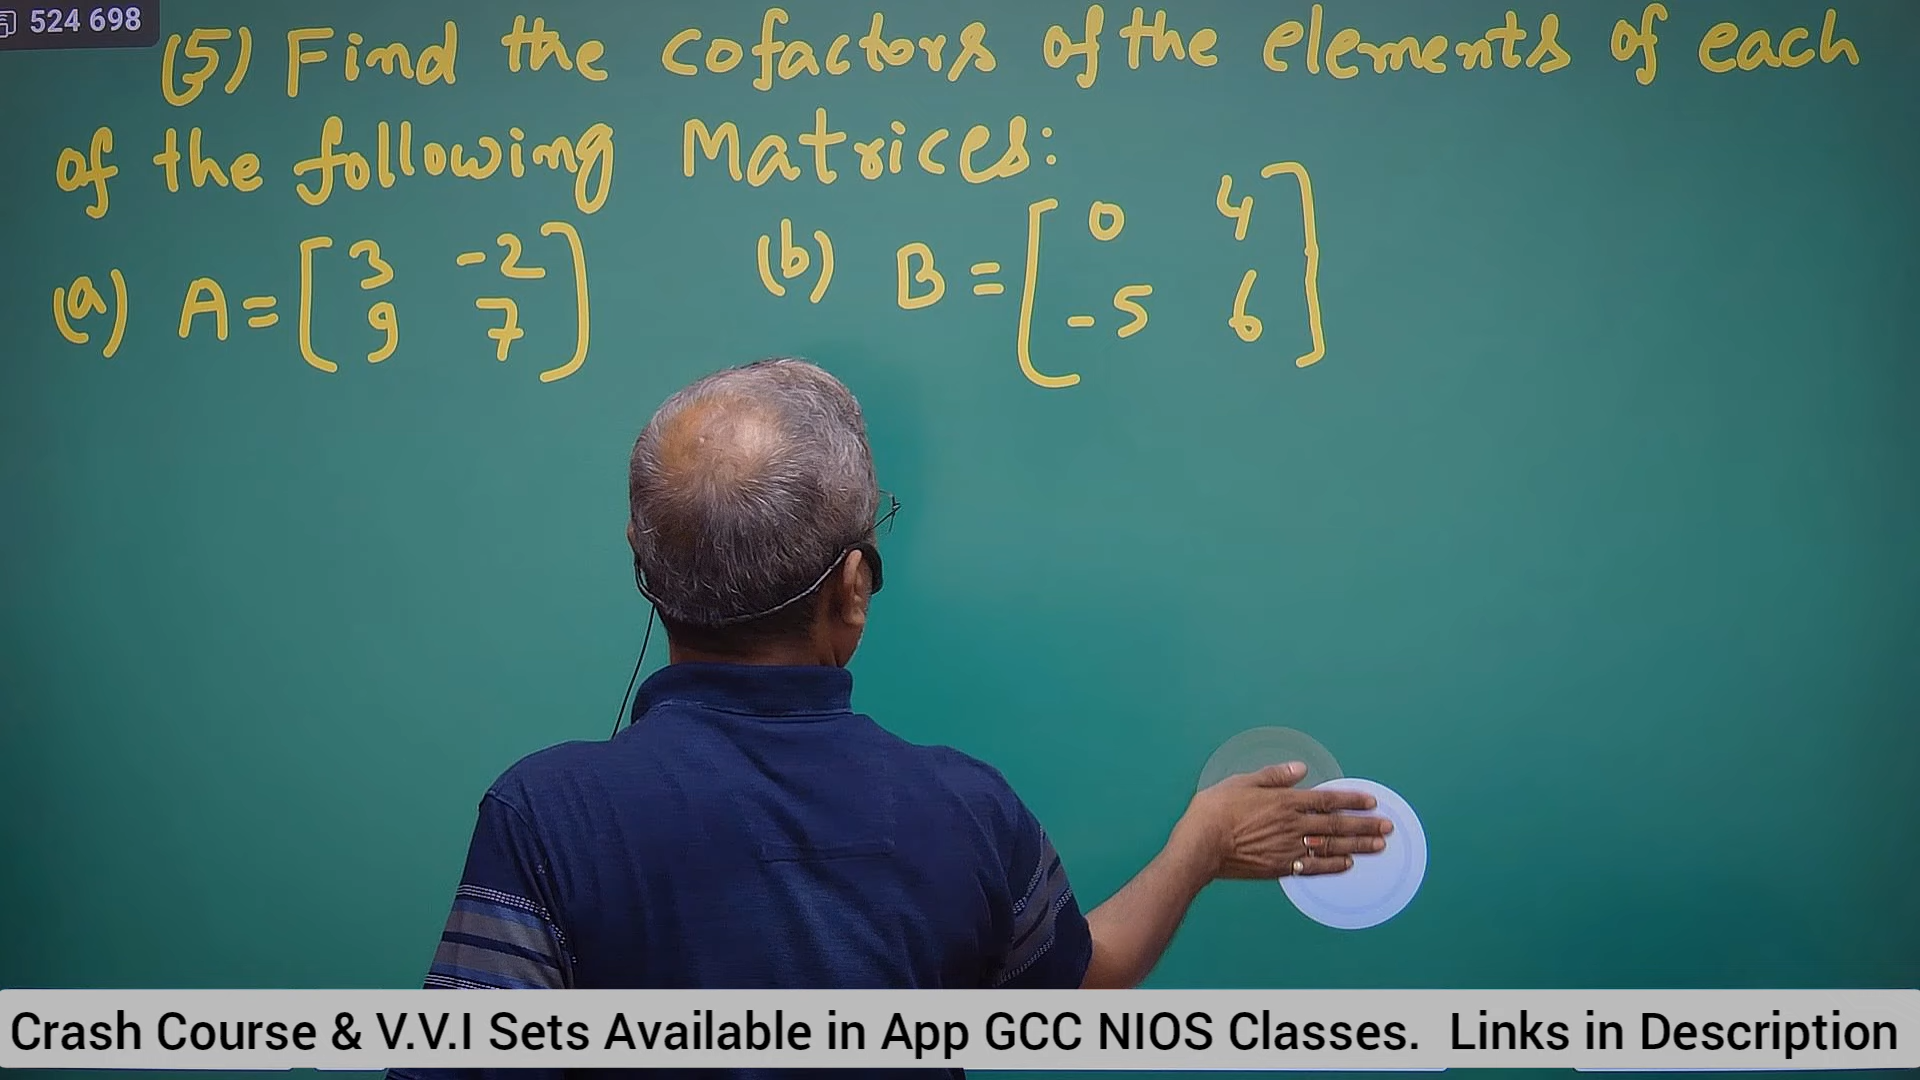 524 698
(5) Find the cofactors of the elements of each
of the following Matrices:
(a) A = [3 -2
9 7]
(b) B = [0 4
-5 6]
Crash Course & V.V.I Sets Available in App GCC NIOS Classes. Links in Description